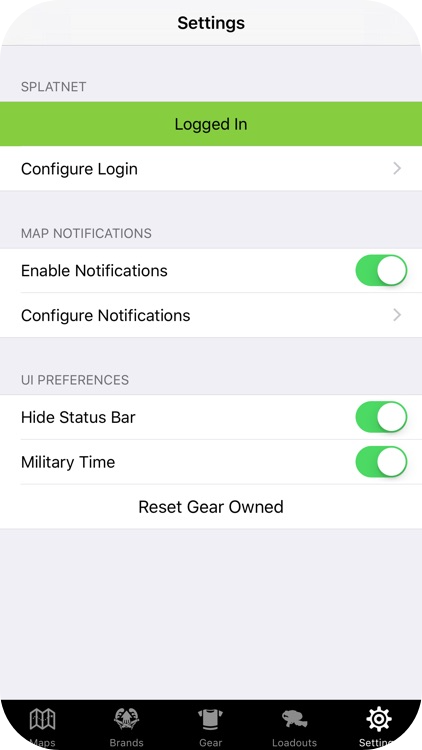 Settings
SPLATNET
Logged In
Configure Login
MAP NOTIFICATIONS
Enable Notifications
Configure Notifications
UI PREFERENCES
Hide Status Bar
Military Time
Reset Gear Owned
Maps
Brands
Gear
Loadouts
Setting